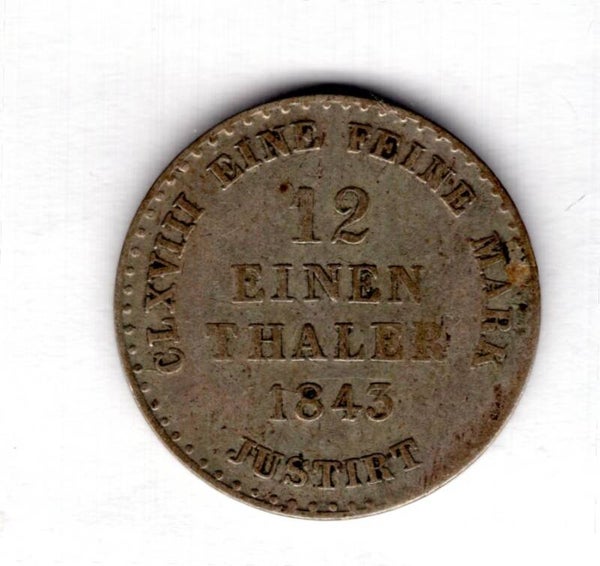 CLXVIII EINE FEINE MARK
12
EINEN
THALER
1843
JUSTIRT